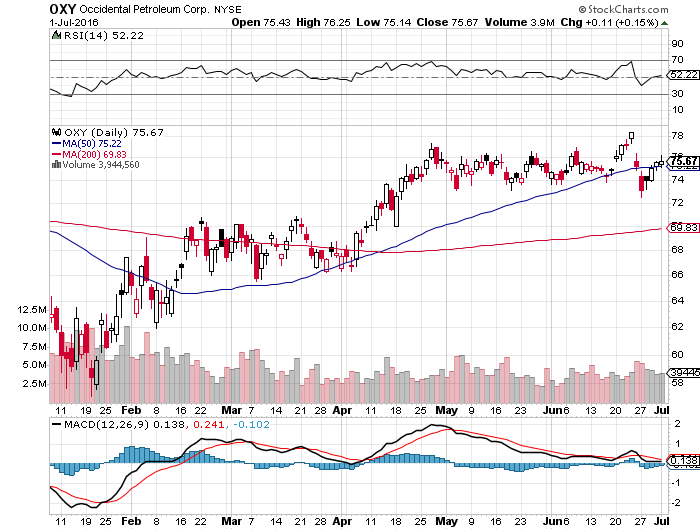 OXY Occidental Petroleum Corp. NYSE © StockCharts.com
1-Jul-2016 Open 75.43 High 76.25 Low 75.14 Close 75.67 Volume 3.9M Chg +0.11 (+0.15%)
RSI(14) 52.22
90
70
52.22
30
10
OXY (Daily) 75.67
MA(50) 75.22
MA(200) 69.83
Volume 3,944,560
78
76
75.67
75.22
74
72
69.83
68
66
64
62
60
58
12.5M
10.0M
7.5M
5.0M
2.5M
11 19 25 Feb 8 16 22 Mar 7 14 21 28 Apr 11 18 25 May 9 16 23 Jun 6 13 20 27 Jul
MACD(12,26,9) 0.138, 0.241, -0.102
2
1
0.138
-1
-2
11 19 25 Feb 8 16 22 Mar 7 14 21 28 Apr 11 18 25 May 9 16 23 Jun 6 13 20 27 Jul